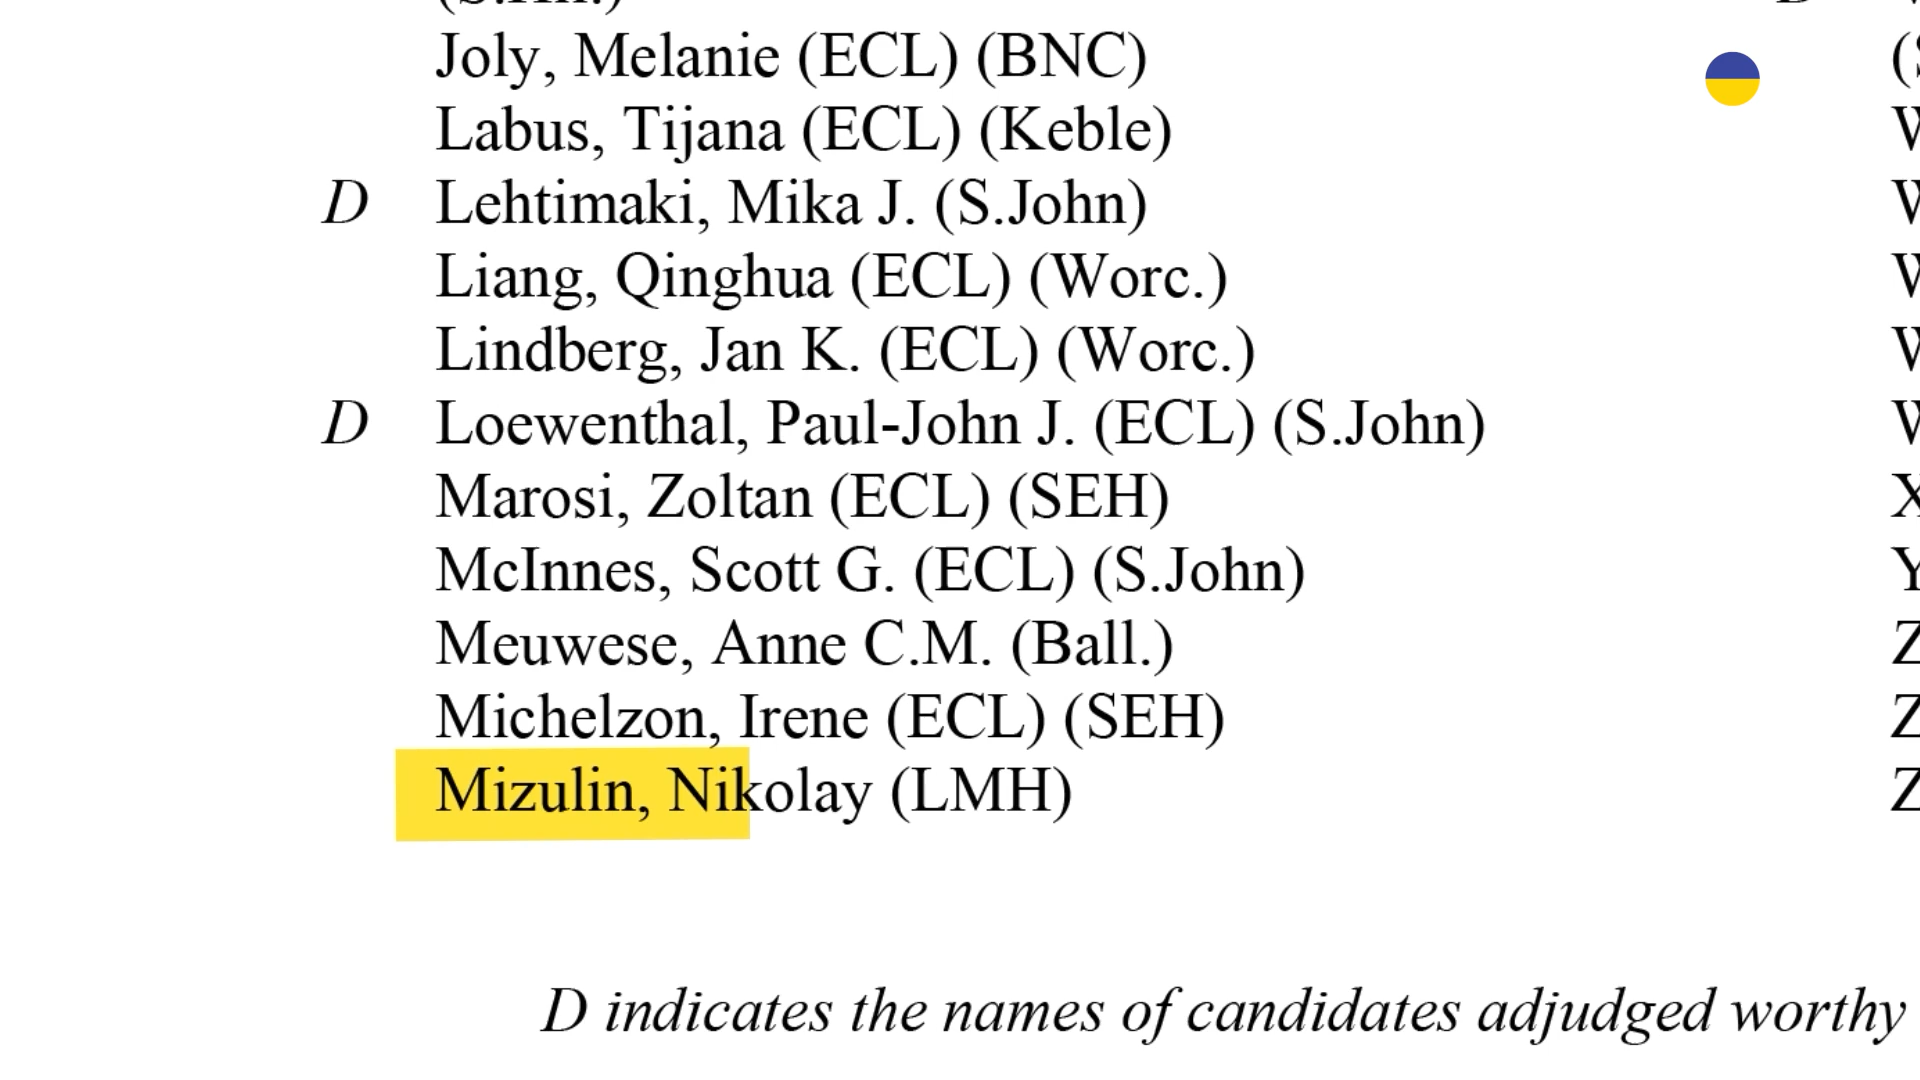 Joly, Melanie (ECL) (BNC)
Labus, Tijana (ECL) (Keble)
D Lehtimaki, Mika J. (S.John)
Liang, Qinghua (ECL) (Worc.)
Lindberg, Jan K. (ECL) (Worc.)
D Loewenthal, Paul-John J. (ECL) (S.John)
Marosi, Zoltan (ECL) (SEH)
McInnes, Scott G. (ECL) (S.John)
Meuwese, Anne C.M. (Ball.)
Michelzon, Irene (ECL) (SEH)
Mizulin, Nikolay (LMH)
D indicates the names of candidates adjudged worthy